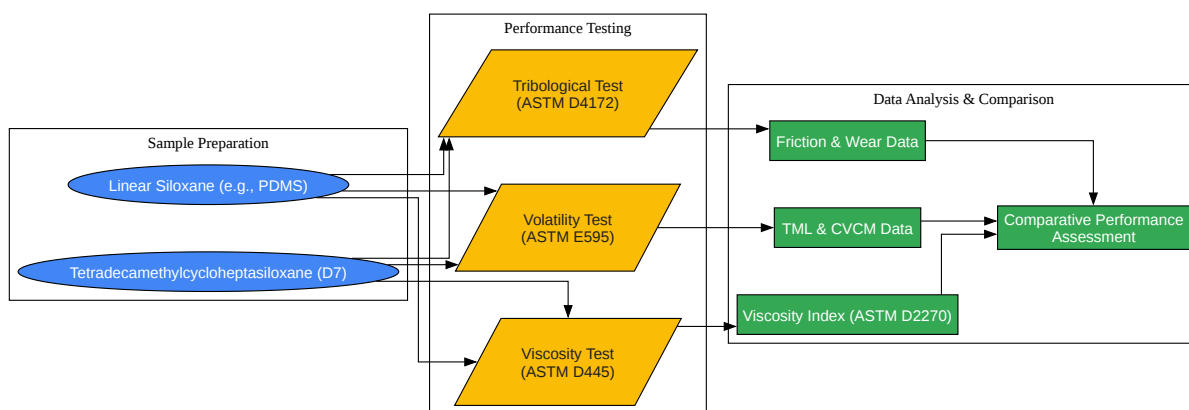 Sample Preparation
Linear Siloxane (e.g., PDMS)
Tetradecamethylcycloheptasiloxane (D7)
Performance Testing
Tribological Test
(ASTM D4172)
Volatility Test
(ASTM E595)
Viscosity Test
(ASTM D445)
Data Analysis & Comparison
Friction & Wear Data
TML & CVCM Data
Viscosity Index (ASTM D2270)
Comparative Performance
Assessment